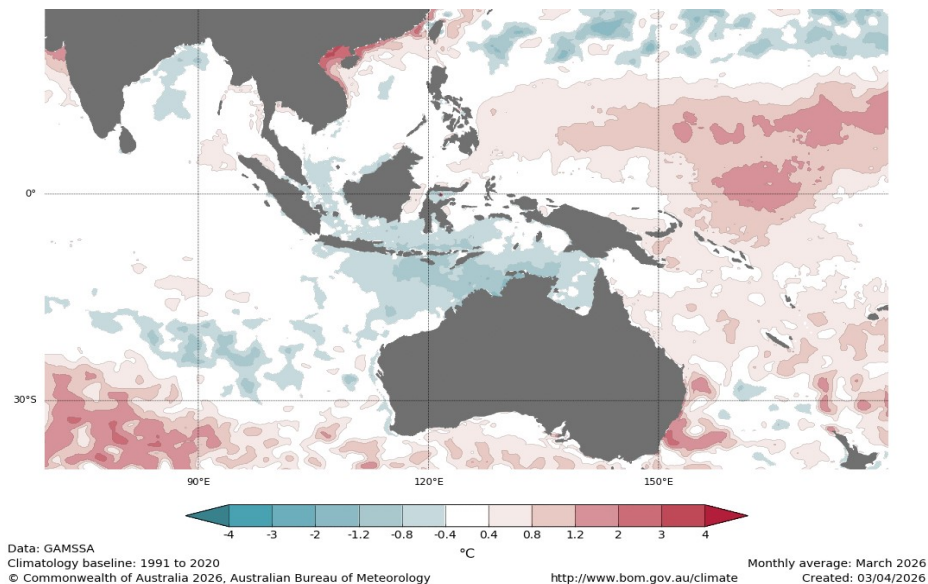 0°
30°S
90°E 120°E 150°E
-4 -3 -2 -1.2 -0.8 -0.4 0.4 0.8 1.2 2 3 4
°C
Data: GAMSSA
Climatology baseline: 1991 to 2020
Monthly average: March 2026
© Commonwealth of Australia 2026, Australian Bureau of Meteorology http://www.bom.gov.au/climate Created: 03/04/2026